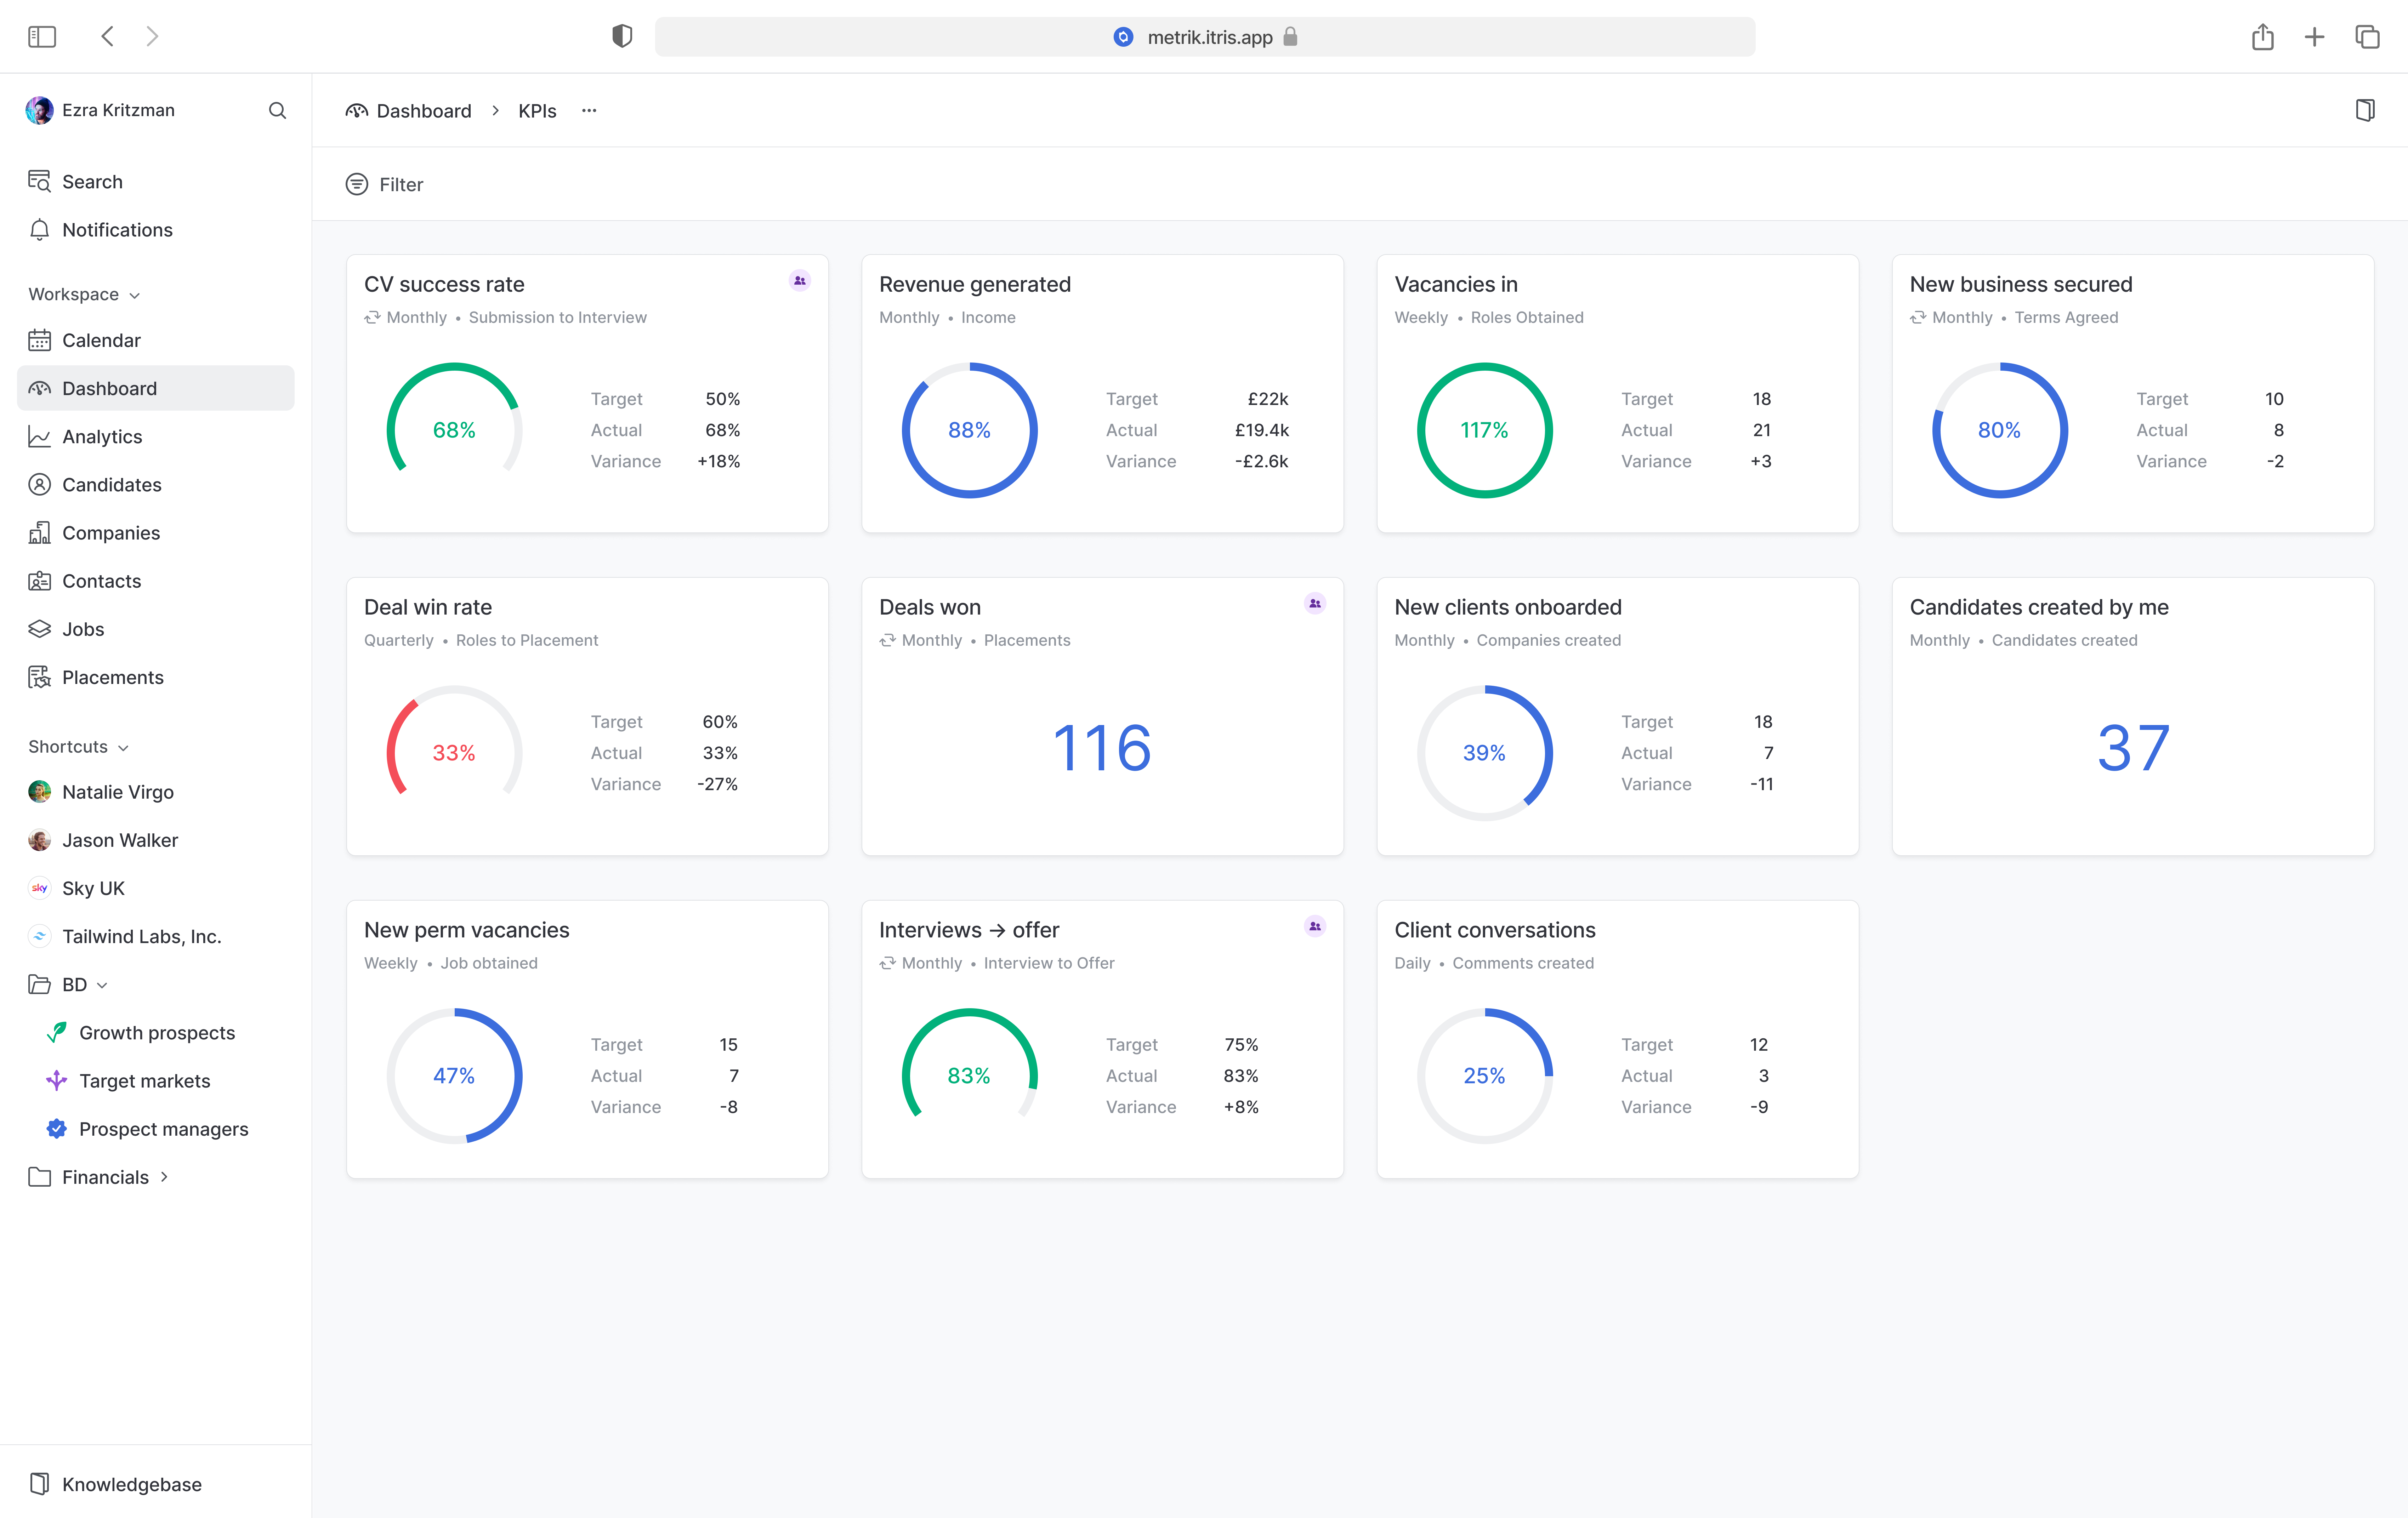 metrik.itris.app
Ezra Kritzman
Search
Notifications
Workspace
Calendar
Dashboard
Analytics
Candidates
Companies
Contacts
Jobs
Placements
Shortcuts
Natalie Virgo
Jason Walker
sky Sky UK
Tailwind Labs, Inc.
BD
Growth prospects
Target markets
Prospect managers
Financials
Knowledgebase
Dashboard > KPIs ...
Filter
CV success rate
Monthly • Submission to Interview
68%
Target 50%
Actual 68%
Variance +18%
Revenue generated
Monthly • Income
88%
Target £22k
Actual £19.4k
Variance -£2.6k
Vacancies in
Weekly • Roles Obtained
117%
Target 18
Actual 21
Variance +3
New business secured
Monthly • Terms Agreed
80%
Target 10
Actual 8
Variance -2
Deal win rate
Quarterly • Roles to Placement
33%
Target 60%
Actual 33%
Variance -27%
Deals won
Monthly • Placements
116
New clients onboarded
Monthly • Companies created
39%
Target 18
Actual 7
Variance -11
Candidates created by me
Monthly • Candidates created
37
New perm vacancies
Weekly • Job obtained
47%
Target 15
Actual 7
Variance -8
Interviews → offer
Monthly • Interview to Offer
83%
Target 75%
Actual 83%
Variance +8%
Client conversations
Daily • Comments created
25%
Target 12
Actual 3
Variance -9